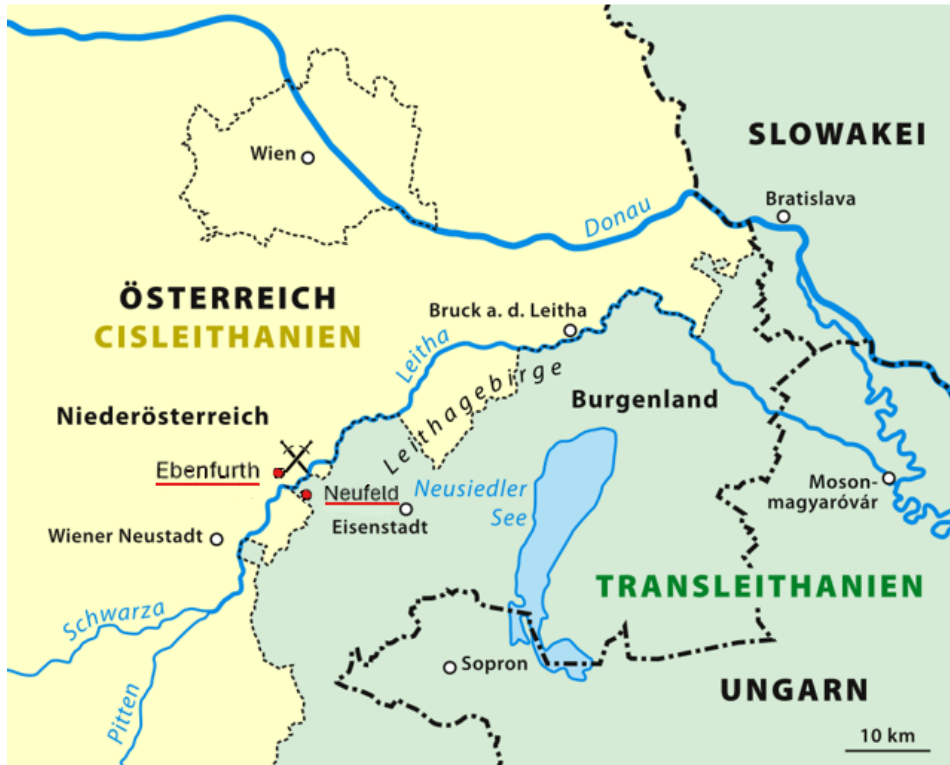 SLOWAKEI
Wien
Bratislava
Donau
ÖSTERREICH
CISLEITHANIEN
Bruck a. d. Leitha
Leitha
Leithagebirge
Burgenland
Niederösterreich
Ebenfurth
Neufeld
Neusiedler
See
Moson-
magyaróvár
Eisenstadt
Wiener Neustadt
TRANSLEITHANIEN
Schwarza
Sopron
Pitten
UNGARN
10 km